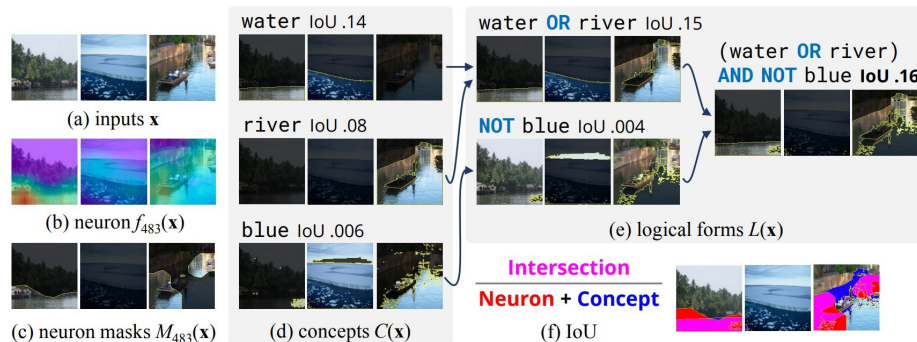 (a) inputs x
(b) neuron f483(x)
(c) neuron masks M483(x)
water IoU .14
river IoU .08
blue IoU .006
(d) concepts C(x)
water OR river IoU .15
NOT blue IoU .004
(water OR river)
AND NOT blue IoU .16
(e) logical forms L(x)
Intersection
Neuron + Concept
(f) IoU